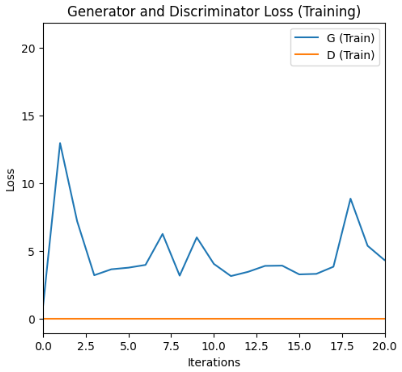 Generator and Discriminator Loss (Training)
G (Train)
D (Train)
20
15
10
5
0
Loss
0.0 2.5 5.0 7.5 10.0 12.5 15.0 17.5 20.0
Iterations